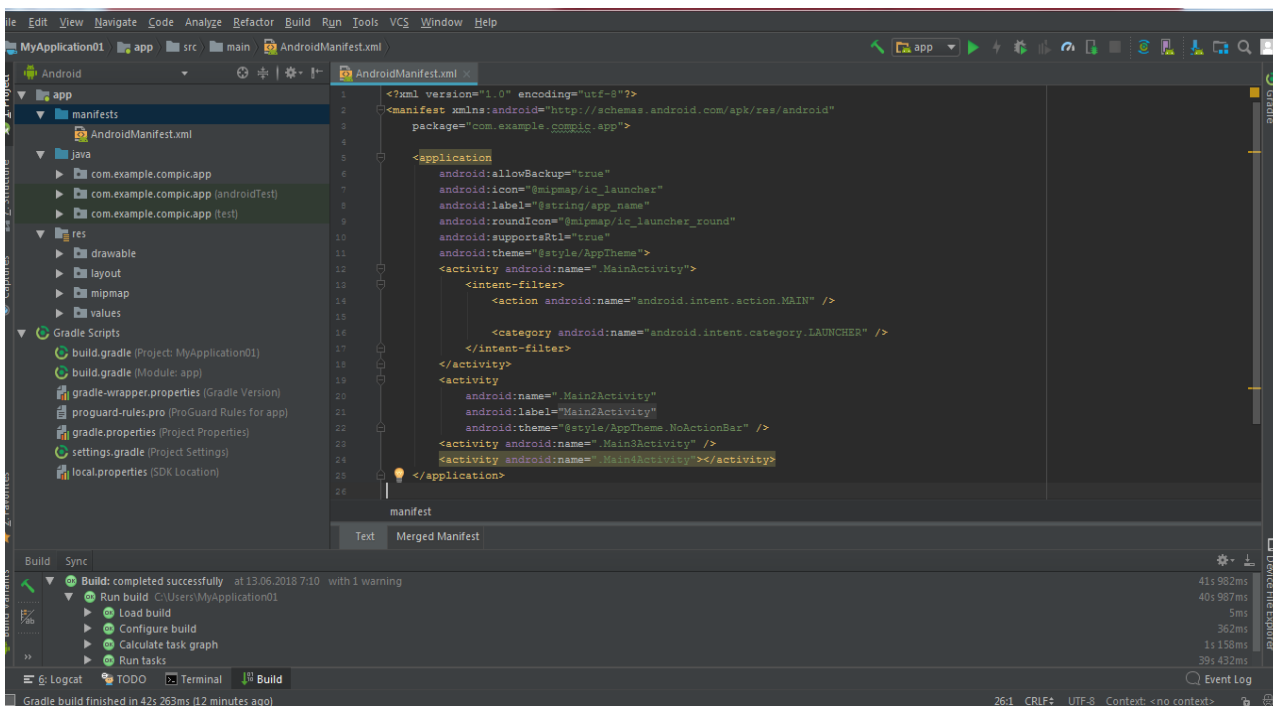 ile Edit View Navigate Code Analyze Refactor Build Run Tools VCS Window Help
MyApplication01 app src main AndroidManifest.xml app
Android AndroidManifest.xml
app
manifests
AndroidManifest.xml
java
com.example.compic.app
com.example.compic.app (androidTest)
com.example.compic.app (test)
res
drawable
layout
mipmap
values
Gradle Scripts
build.gradle (Project: MyApplication01)
build.gradle (Module: app)
gradle-wrapper.properties (Gradle Version)
proguard-rules.pro (ProGuard Rules for app)
gradle.properties (Project Properties)
settings.gradle (Project Settings)
local.properties (SDK Location)
1 <?xml version="1.0" encoding="utf-8"?>
2 <manifest xmlns:android="http://schemas.android.com/apk/res/android"
3 package="com.example.compic.app">
4
5 <application
6 android:allowBackup="true"
7 android:icon="@mipmap/ic_launcher"
8 android:label="@string/app_name"
9 android:roundIcon="@mipmap/ic_launcher_round"
10 android:supportsRtl="true"
11 android:theme="@style/AppTheme">
12 <activity android:name=".MainActivity">
13 <intent-filter>
14 <action android:name="android.intent.action.MAIN" />
15
16 <category android:name="android.intent.category.LAUNCHER" />
17 </intent-filter>
18 </activity>
19 <activity
20 android:name=".Main2Activity"
21 android:label="Main2Activity"
22 android:theme="@style/AppTheme.NoActionBar" />
23 <activity android:name=".Main3Activity" />
24 <activity android:name=".Main4Activity"></activity>
25 </application>
26
manifest
Text Merged Manifest
Gradle
Device File Explorer
Build Sync
Build: completed successfully at 13.06.2018 7:10 with 1 warning 41s 982ms
Run build C:\Users\MyApplication01 40s 987ms
Load build 5ms
Configure build 362ms
Calculate task graph 1s 158ms
Run tasks 39s 432ms
6: Logcat TODO Terminal Build Event Log
Gradle build finished in 42s 263ms (12 minutes ago) 26:1 CRLF UTF-8 Context: <no context>